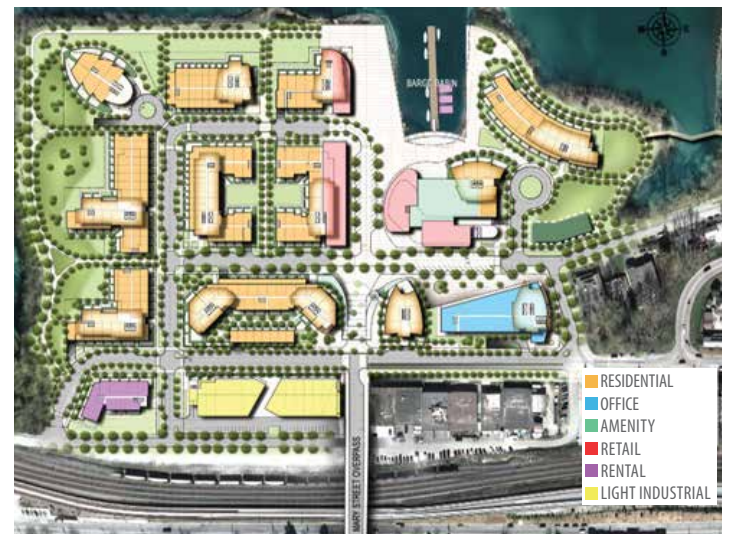 N
BARGE BASIN
MARY STREET OVERPASS
RESIDENTIAL
OFFICE
AMENITY
RETAIL
RENTAL
LIGHT INDUSTRIAL